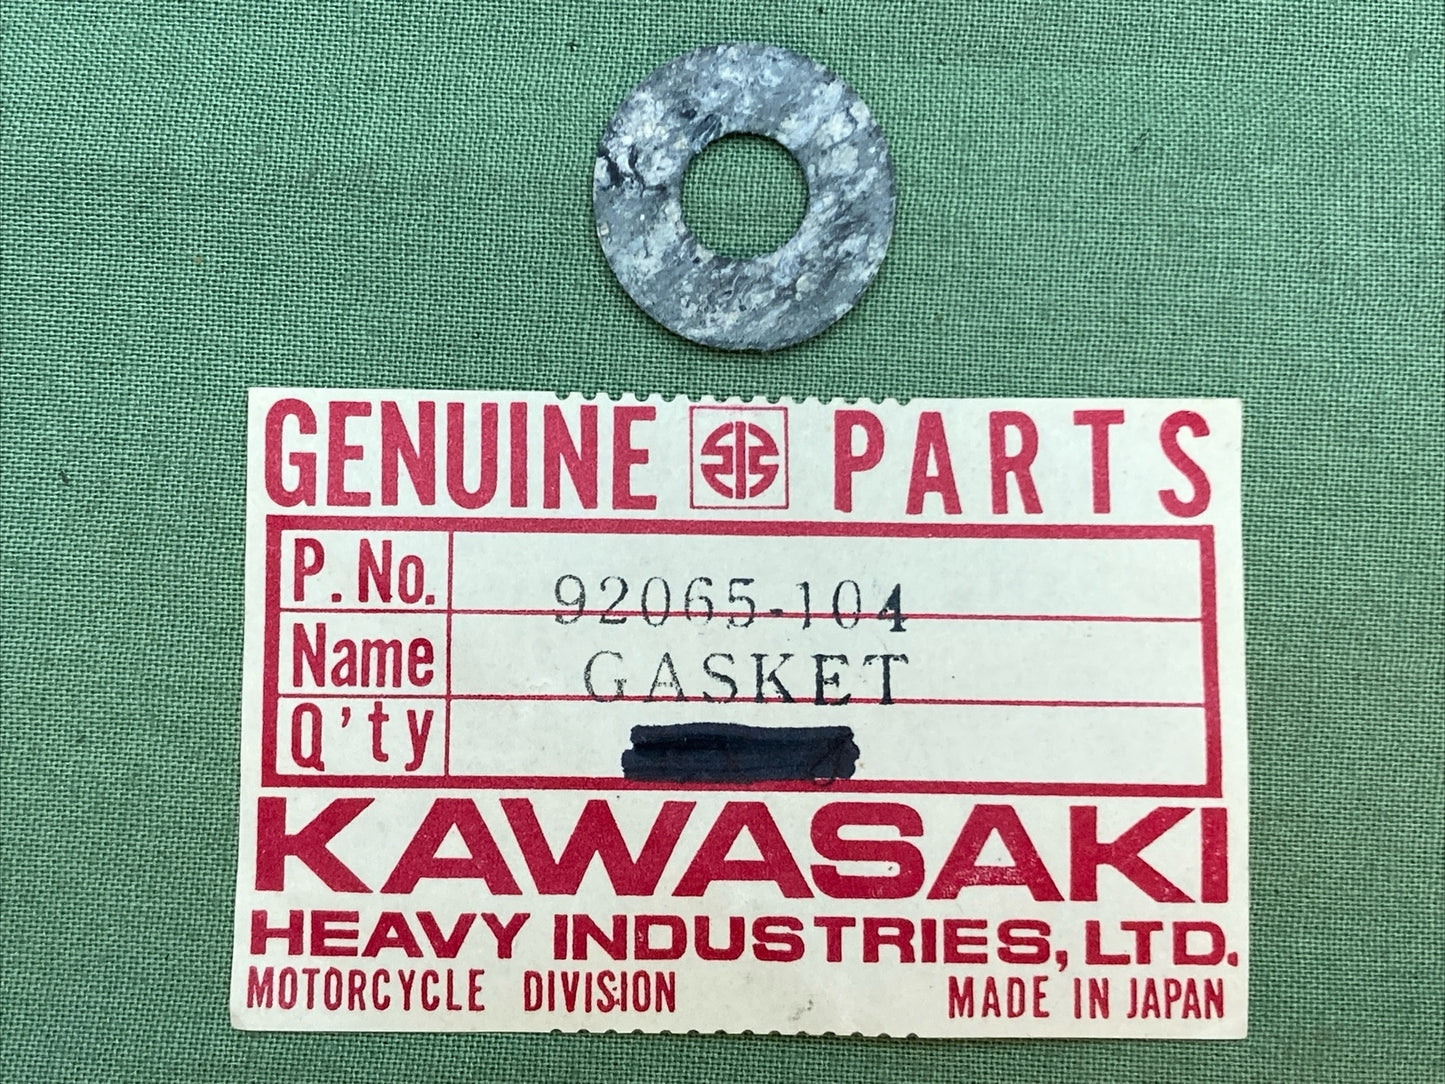 GENUINE PARTS
P. No. 92065-104
Name GASKET
Q'ty
KAWASAKI
HEAVY INDUSTRIES, LTD.
MOTORCYCLE DIVISION MADE IN JAPAN